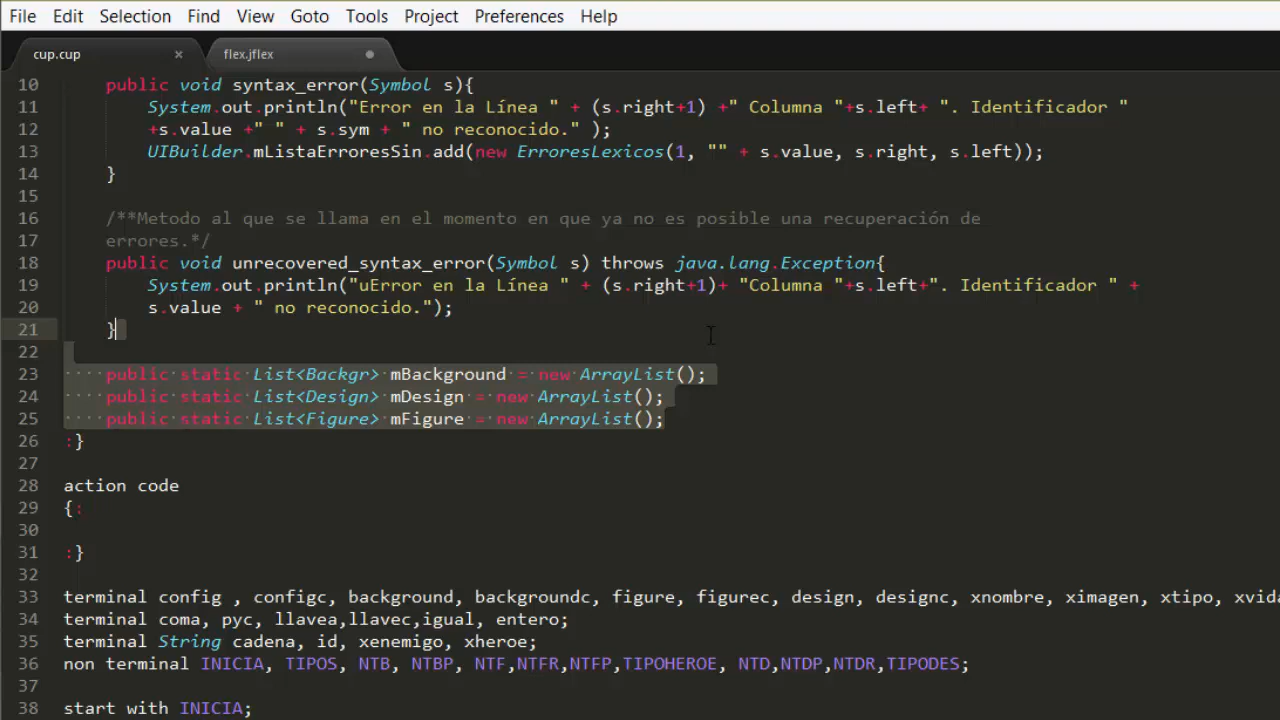 File Edit Selection Find View Goto Tools Project Preferences Help
cup.cup × flex.jflex
10 public void syntax_error(Symbol s){
11 System.out.println("Error en la Línea " + (s.right+1) +" Columna "+s.left+ ". Identificador "
12 +s.value +" " + s.sym + " no reconocido." );
13 UIBuilder.mListaErroresSin.add(new ErroresLexicos(1, "" + s.value, s.right, s.left));
14 }
15
16 /**Metodo al que se llama en el momento en que ya no es posible una recuperación de
17 errores.*/
18 public void unrecovered_syntax_error(Symbol s) throws java.lang.Exception{
19 System.out.println("uError en la Línea " + (s.right+1)+ "Columna "+s.left+". Identificador " +
20 s.value + " no reconocido.");
21 }
22
23 public static List<Backgr> mBackground = new ArrayList();
24 public static List<Design> mDesign = new ArrayList();
25 public static List<Figure> mFigure = new ArrayList();
26 :}
27
28 action code
29 {:
30
31 :}
32
33 terminal config , configc, background, backgroundc, figure, figurec, design, designc, xnombre, ximagen, xtipo, xvida
34 terminal coma, pyc, llavea,llavec,igual, entero;
35 terminal String cadena, id, xenemigo, xheroe;
36 non terminal INICIA, TIPOS, NTB, NTBP, NTF,NTFR,NTFP,TIPOHEROE, NTD,NTDP,NTDR,TIPODES;
37
38 start with INICIA;